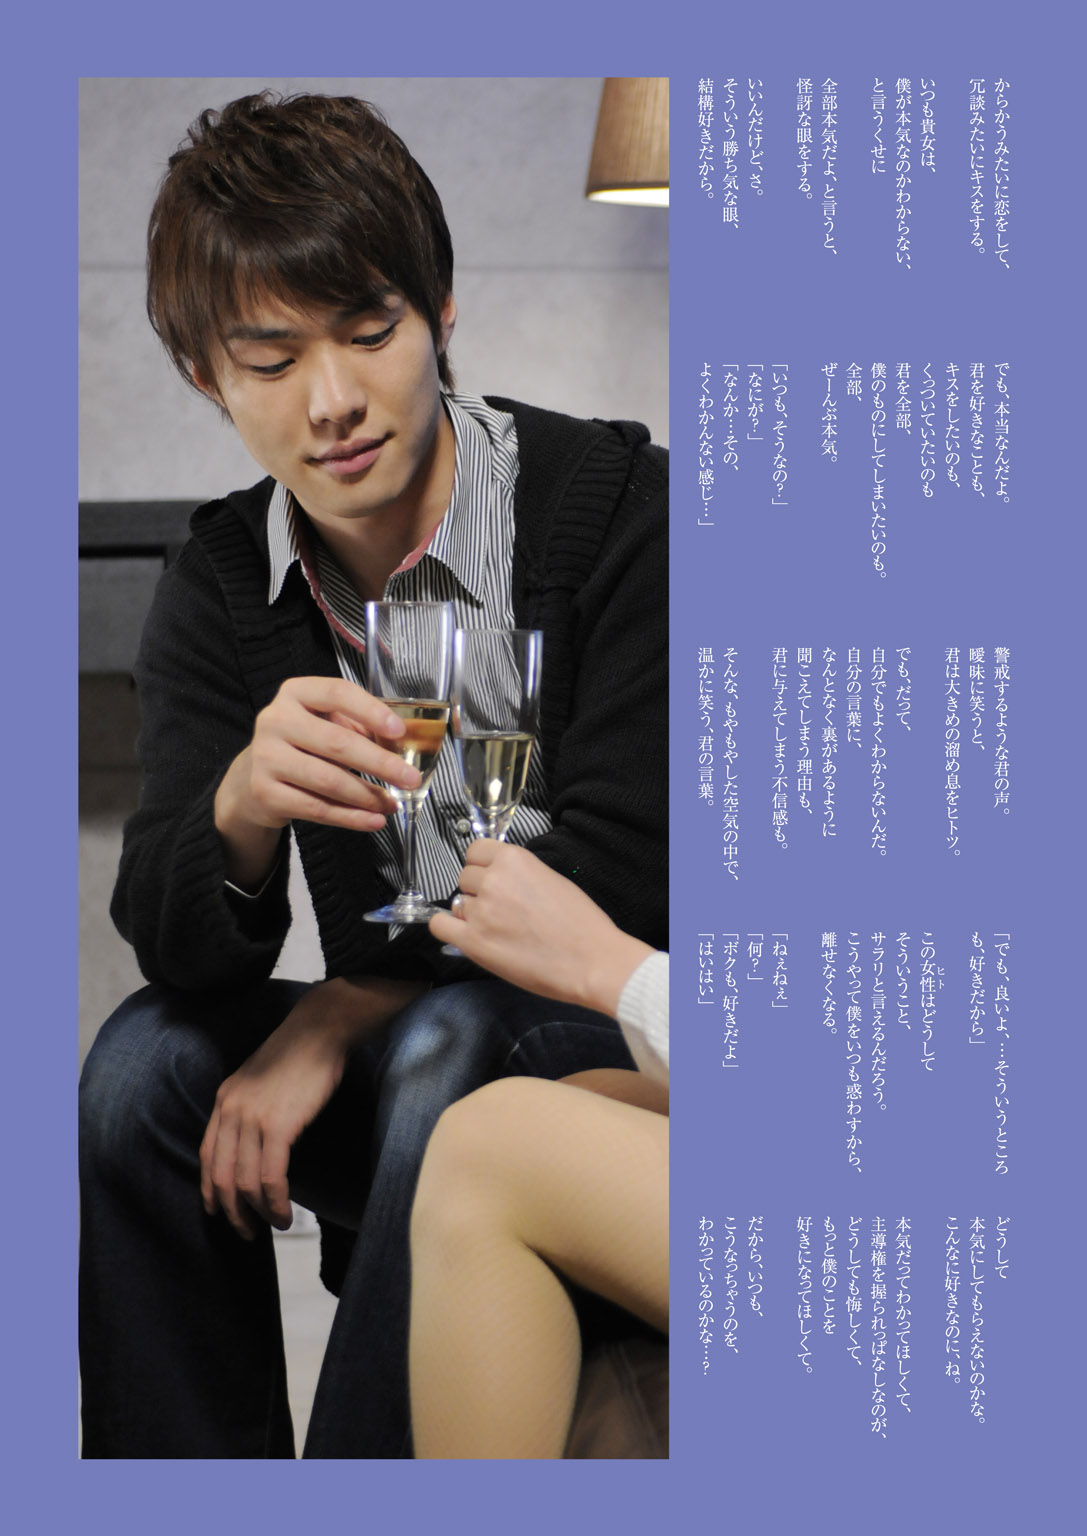 からかうみたいに恋をして、
冗談みたいにキスをする。
いつも貴女は、
僕が本気なのかわからない、
と言うくせに
全部本気だよ、と言うと、
怪訝な眼をする。
いいんだけど、さ。
そういう勝ち気な眼、
結構好きだから。
でも、本当なんだよ。
君を好きなことも、
キスをしたいのも、
くっついていたいのも
君を全部、
僕のものにしてしまいたいのも。
全部、
ぜーんぶ本気。
「いつも、そうなの？」
「なにが？」
「なんか…その、
よくわかんない感じ…」
警戒するような君の声。
曖昧に笑うと、
君は大きめの溜め息をヒトツ。
でも、だって、
自分でもよくわからないんだ。
自分の言葉に、
なんとなく裏があるように
聞こえてしまう理由も、
君に与えてしまう不信感も。
そんな、もやもやした空気の中で、
温かに笑う、君の言葉。
「でも、良いよ、…そういうところ
も、好きだから」
この女性はどうして
ヒト
そういうこと、
サラリと言えるんだろう。
こうやって僕をいつも惑わすから、
離せなくなる。
「ねぇねぇ」
「何？」
「ボクも、好きだよ」
「はいはい」
どうして
本気にしてもらえないのかな。
こんなに好きなのに、ね。
本気だってわかってほしくて、
主導権を握られっぱなしなのが、
どうしても悔しくて、
もっと僕のことを
好きになってほしくて。
だから、いつも、
こうなっちゃうのを、
わかっているのかな…？